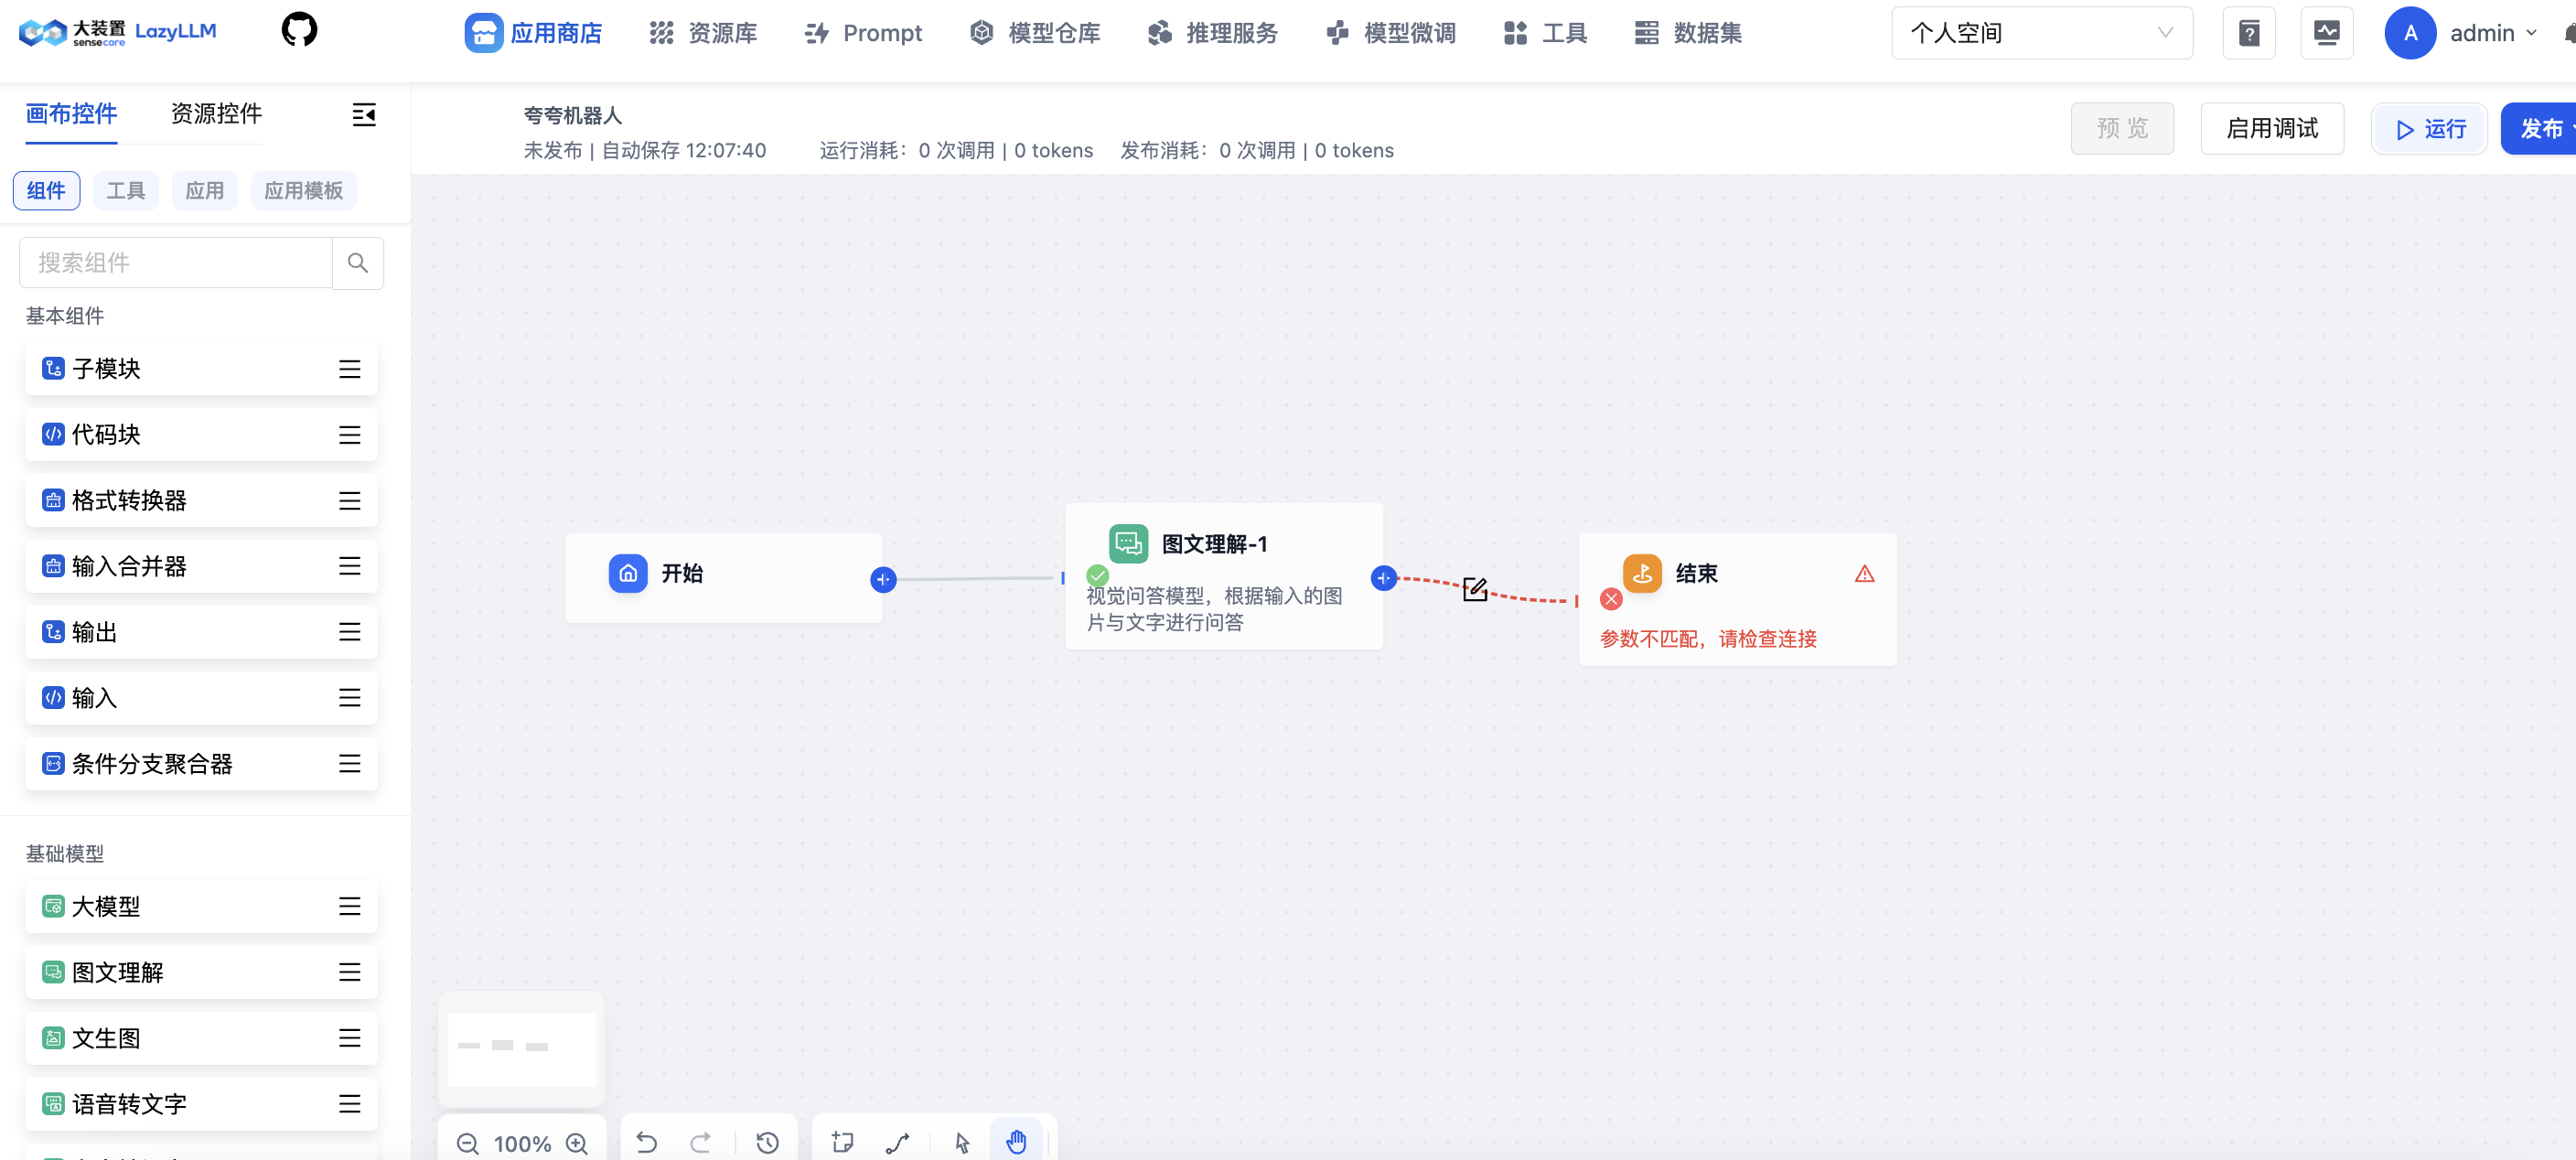 大装置 sensecore LazyLLM
应用商店 资源库 Prompt 模型仓库 推理服务 模型微调 工具 数据集 个人空间 ? A admin
画布控件 资源控件
夸夸机器人
未发布 | 自动保存 12:07:40 运行消耗：0 次调用 | 0 tokens 发布消耗：0 次调用 | 0 tokens
预 览 启用调试 运行 发布
组件 工具 应用 应用模板
搜索组件
基本组件
子模块
代码块
格式转换器
输入合并器
输出
输入
条件分支聚合器
基础模型
大模型
图文理解
文生图
语音转文字
开始
图文理解-1
视觉问答模型，根据输入的图
片与文字进行问答
结束
参数不匹配，请检查连接
100%